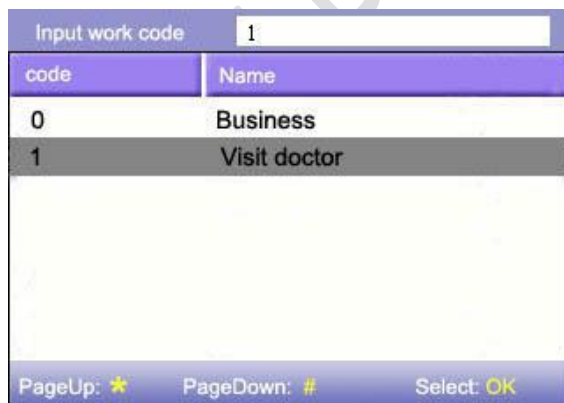 Input work code 1
code Name
0 Business
1 Visit doctor
PageUp: * PageDown: # Select: OK